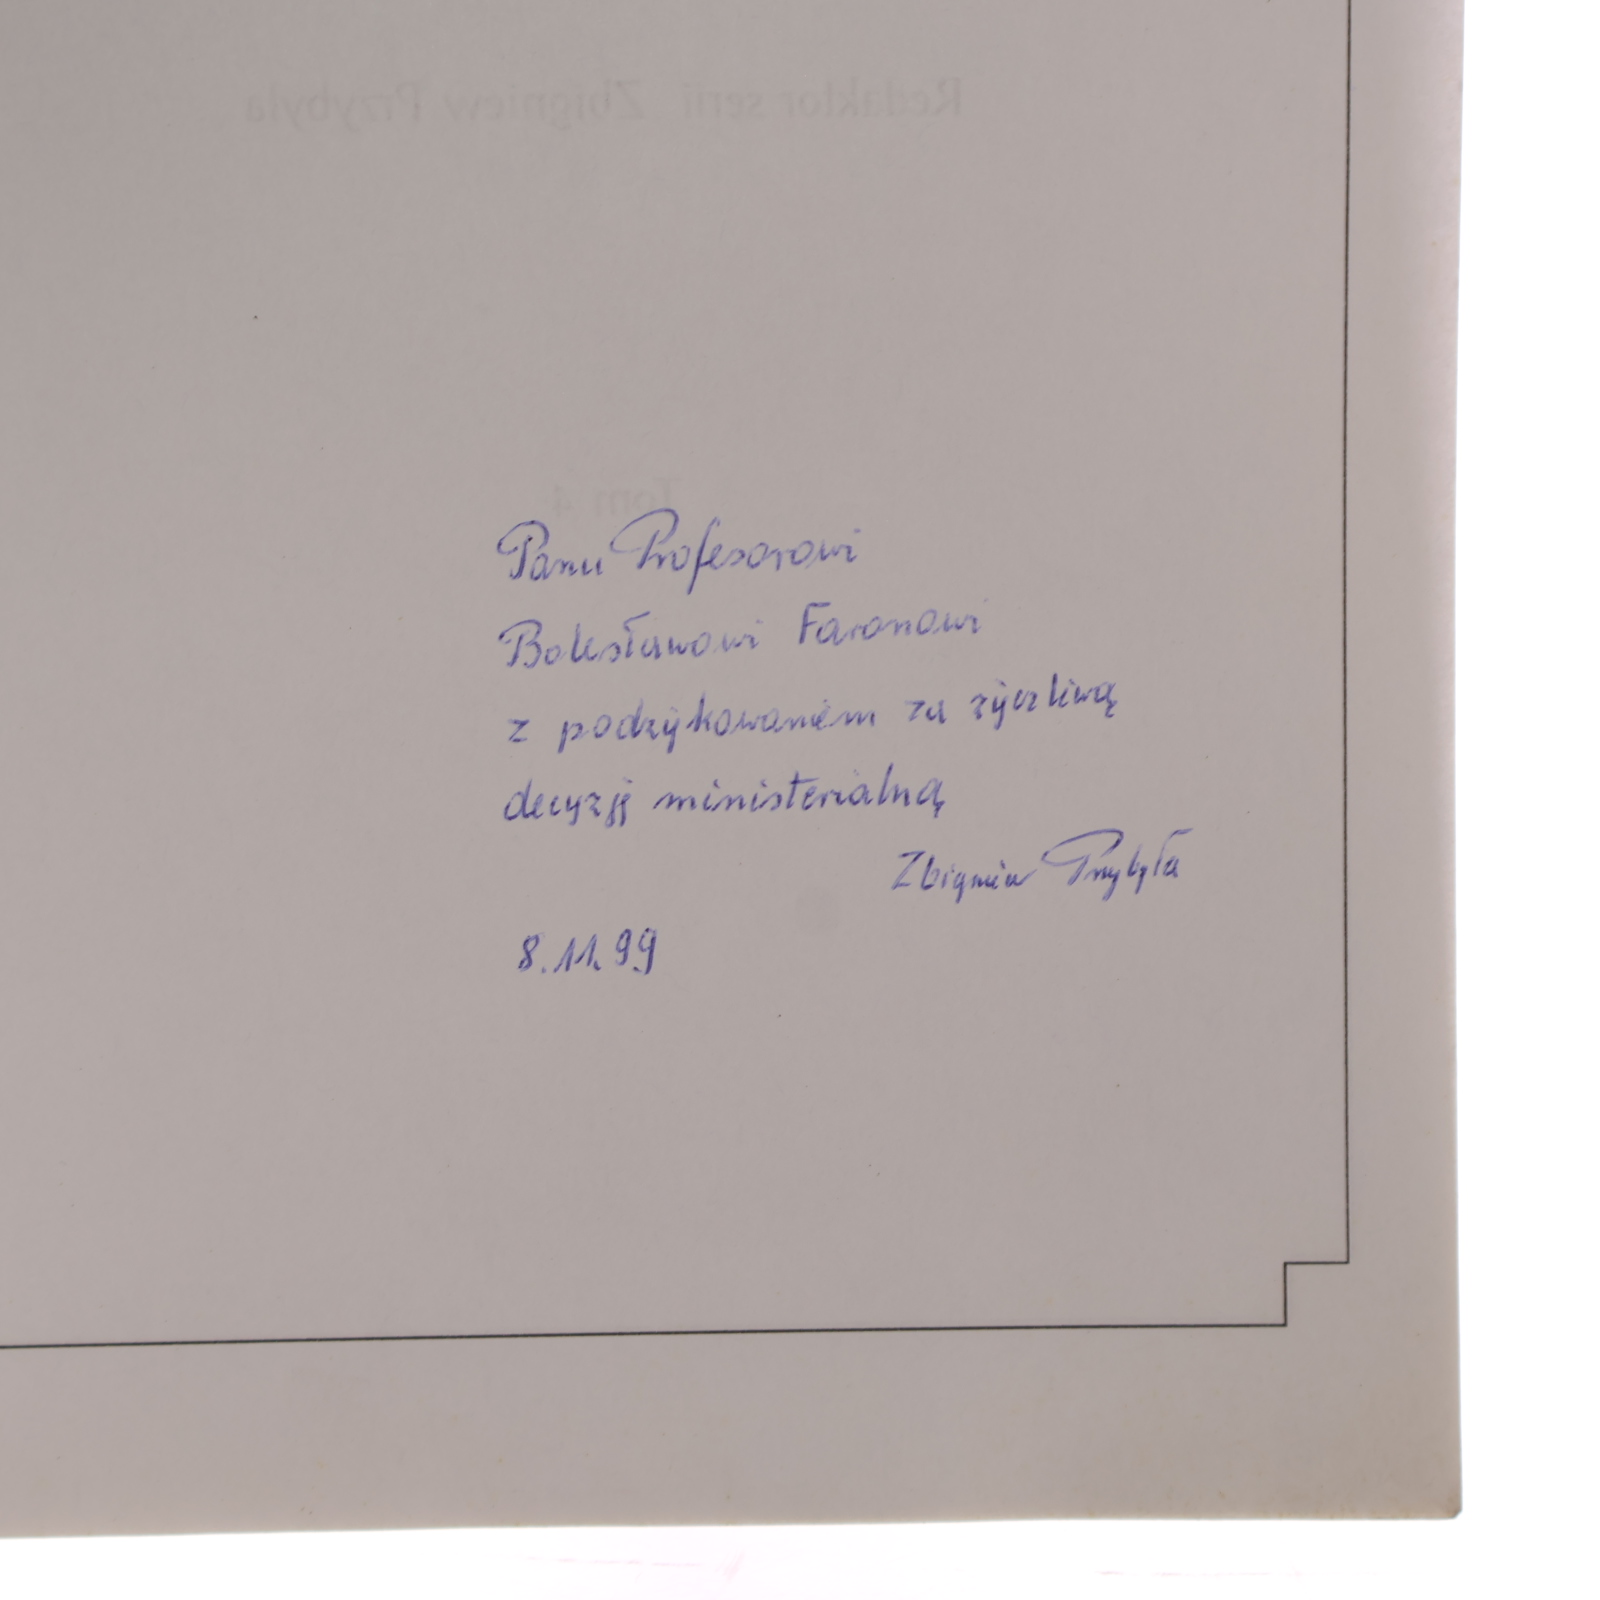 Redaktor serii Zbigniew Przybyła
Tom 4
Panu Profesorowi
Bolesławowi Faronowi
z podziękowaniem za życzliwą
decyzję ministerialną
Zbigniew Przybyła
8.11.99